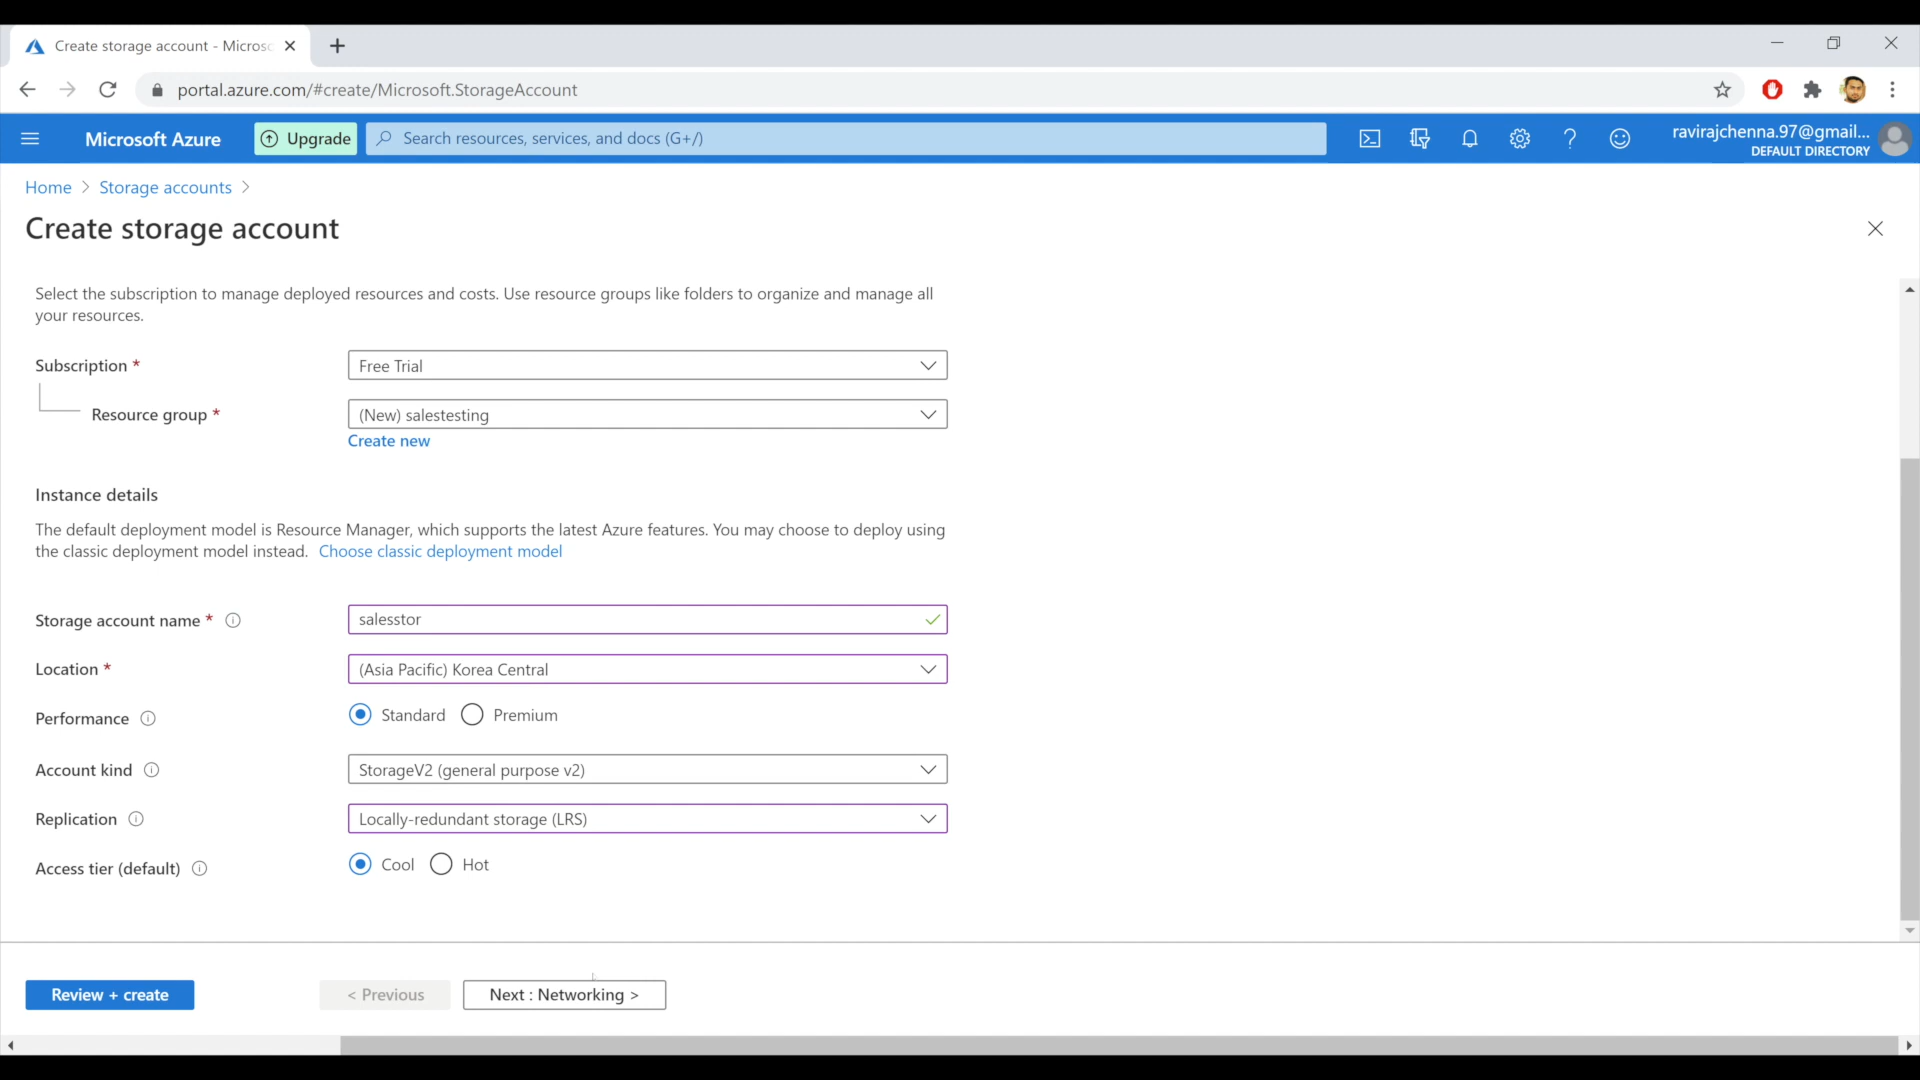 Create storage account - Micros
portal.azure.com/#create/Microsoft.StorageAccount
Microsoft Azure
Upgrade
Search resources, services, and docs (G+/)
ravirajchenna.97@gmail...
DEFAULT DIRECTORY
Home > Storage accounts >
Create storage account
Select the subscription to manage deployed resources and costs. Use resource groups like folders to organize and manage all
your resources.
Subscription *
Free Trial
Resource group *
(New) salestesting
Create new
Instance details
The default deployment model is Resource Manager, which supports the latest Azure features. You may choose to deploy using
the classic deployment model instead. Choose classic deployment model
Storage account name *
salesstor
Location *
(Asia Pacific) Korea Central
Performance
Standard
Premium
Account kind
StorageV2 (general purpose v2)
Replication
Locally-redundant storage (LRS)
Access tier (default)
Cool
Hot
Review + create
< Previous
Next : Networking >